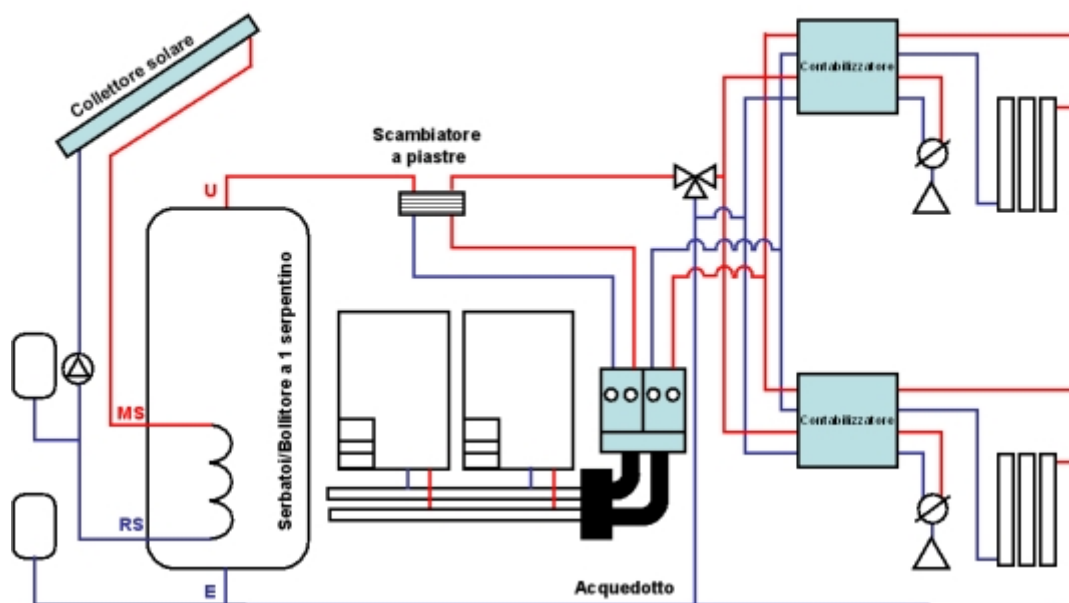 Collettore solare
Contabilizzatore
Scambiatore
a piastre
U
Serbatoi/Bollitore a 1 serpentino
MS
Contabilizzatore
RS
E
Acquedotto